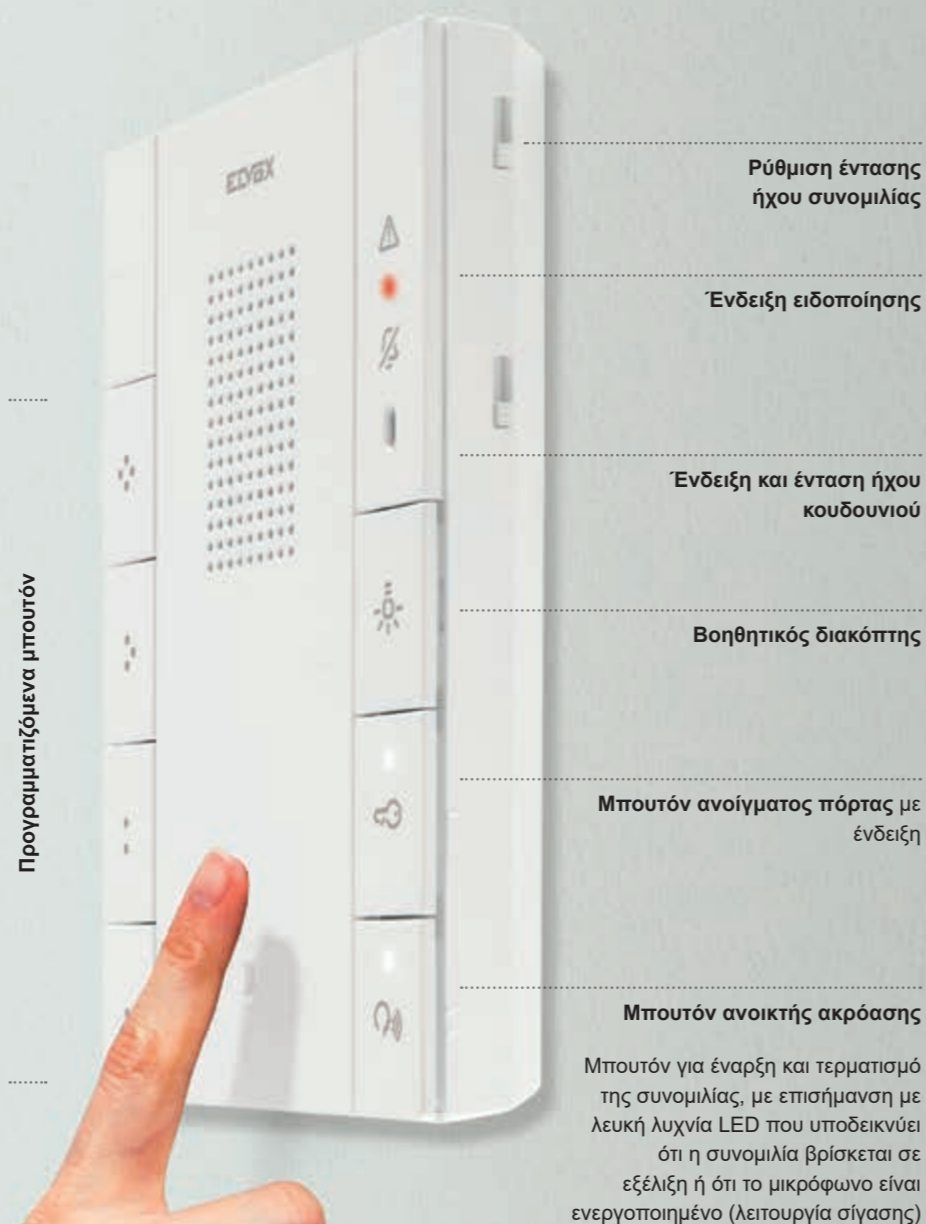 ELVOX
Ρύθμιση έντασης
ήχου συνομιλίας
Ένδειξη ειδοποίησης
Ένδειξη και ένταση ήχου
κουδουνιού
Βοηθητικός διακόπτης
Προγραμματιζόμενα μπουτόν
Μπουτόν ανοίγματος πόρτας με
ένδειξη
Μπουτόν ανοικτής ακρόασης
Μπουτόν για έναρξη και τερματισμό
της συνομιλίας, με επισήμανση με
λευκή λυχνία LED που υποδεικνύει
ότι η συνομιλία βρίσκεται σε
εξέλιξη ή ότι το μικρόφωνο είναι
ενεργοποιημένο (λειτουργία σίγασης)